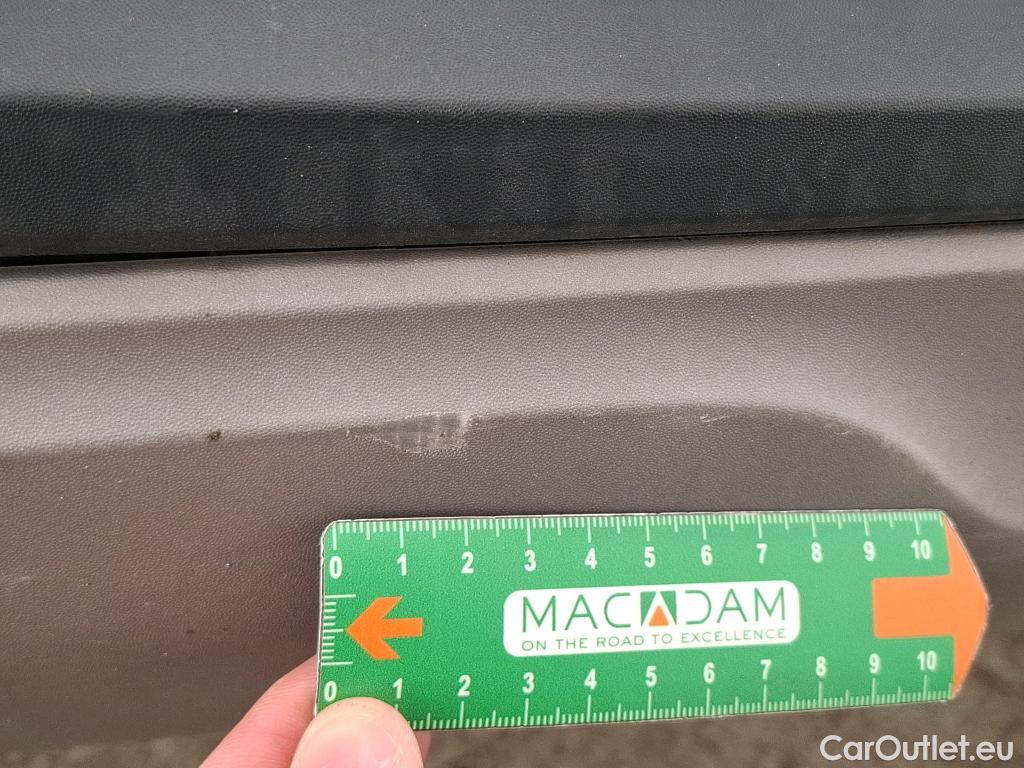 0 1 2 3 4 5 6 7 8 9 10
MACADAM
ON THE ROAD TO EXCELLENCE
0 1 2 3 4 5 6 7 8 9 10
CarOutlet.eu